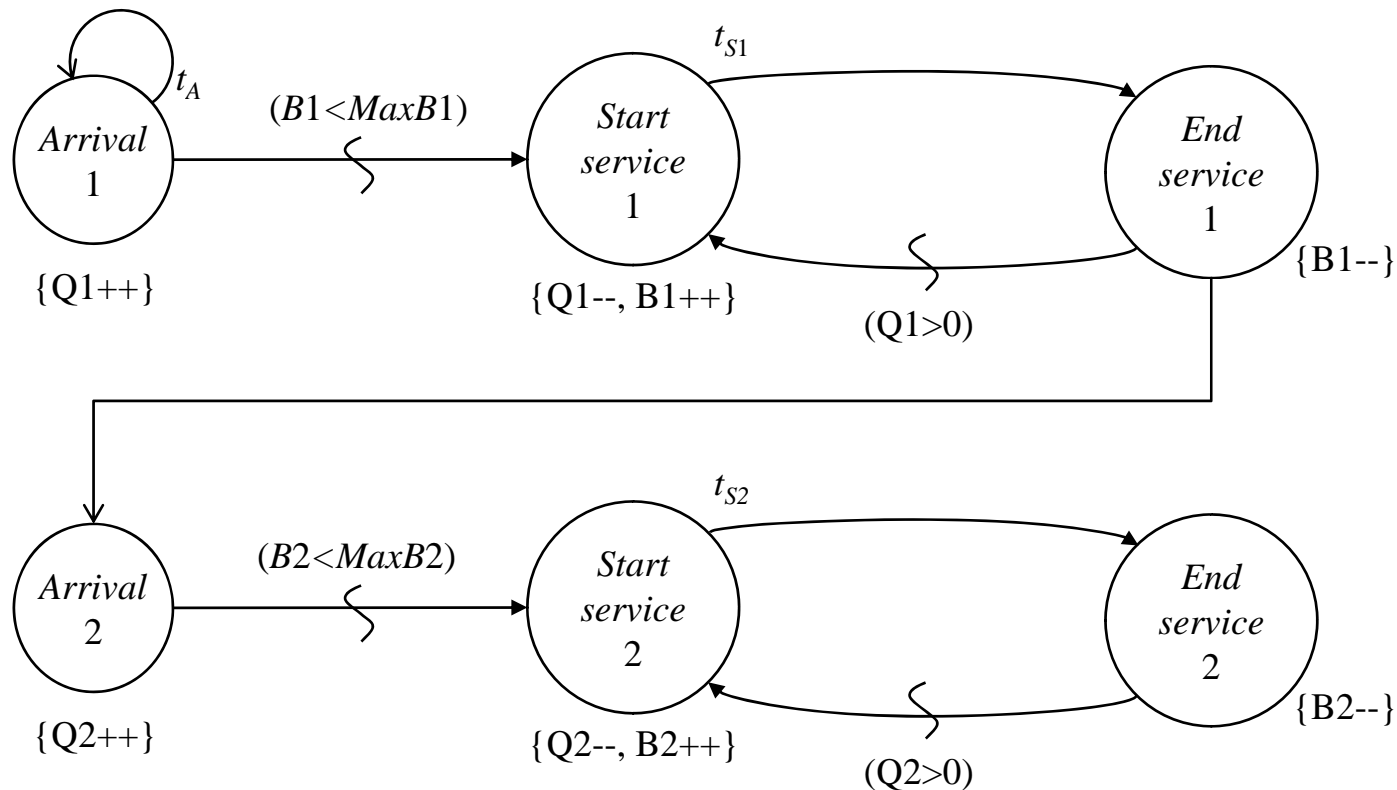 t_A
Arrival
1
{Q1++}
(B1<MaxB1)
Start
service
1
{Q1--, B1++}
t_S1
(Q1>0)
End
service
1
{B1--}
Arrival
2
{Q2++}
(B2<MaxB2)
Start
service
2
{Q2--, B2++}
t_S2
(Q2>0)
End
service
2
{B2--}